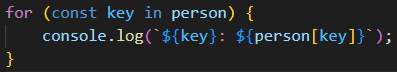 for (const key in person) {
    console.log(`${key}: ${person[key]}`);
}